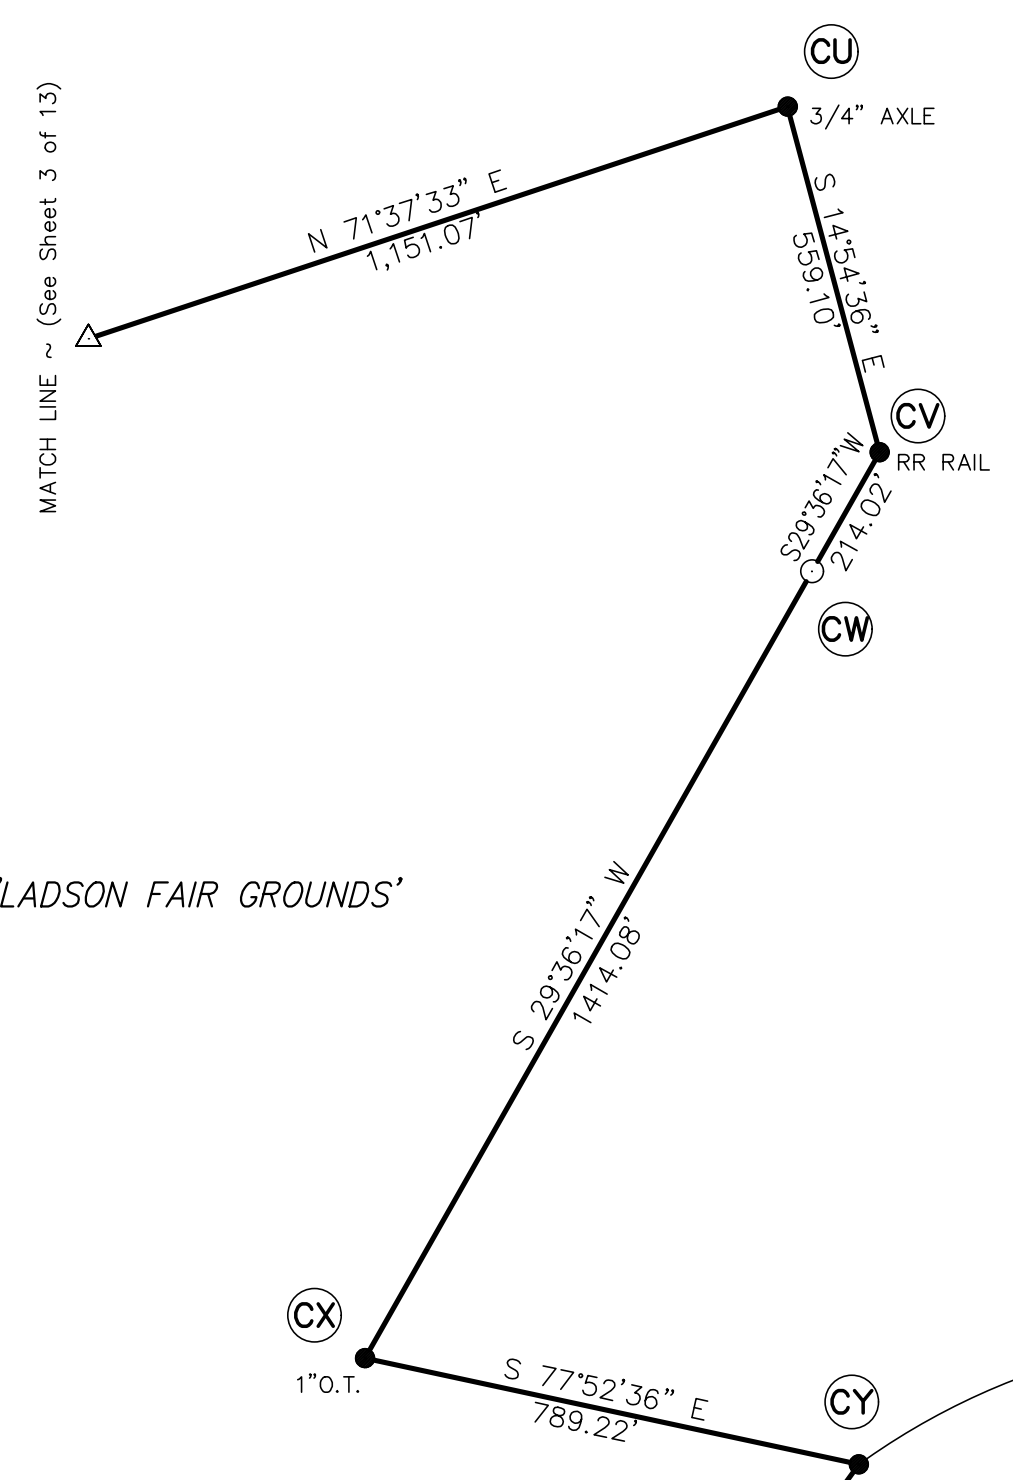 CU
3/4" AXLE
MATCH LINE ~ (See Sheet 3 of 13)
N 71°37'33" E
1,151.07'
S 14°54'36" E
559.10'
CV
RR RAIL
S29°36'17"W
214.02'
CW
'LADSON FAIR GROUNDS'
S 29°36'17" W
1414.08'
CX
1"O.T.
S 77°52'36" E
789.22'
CY